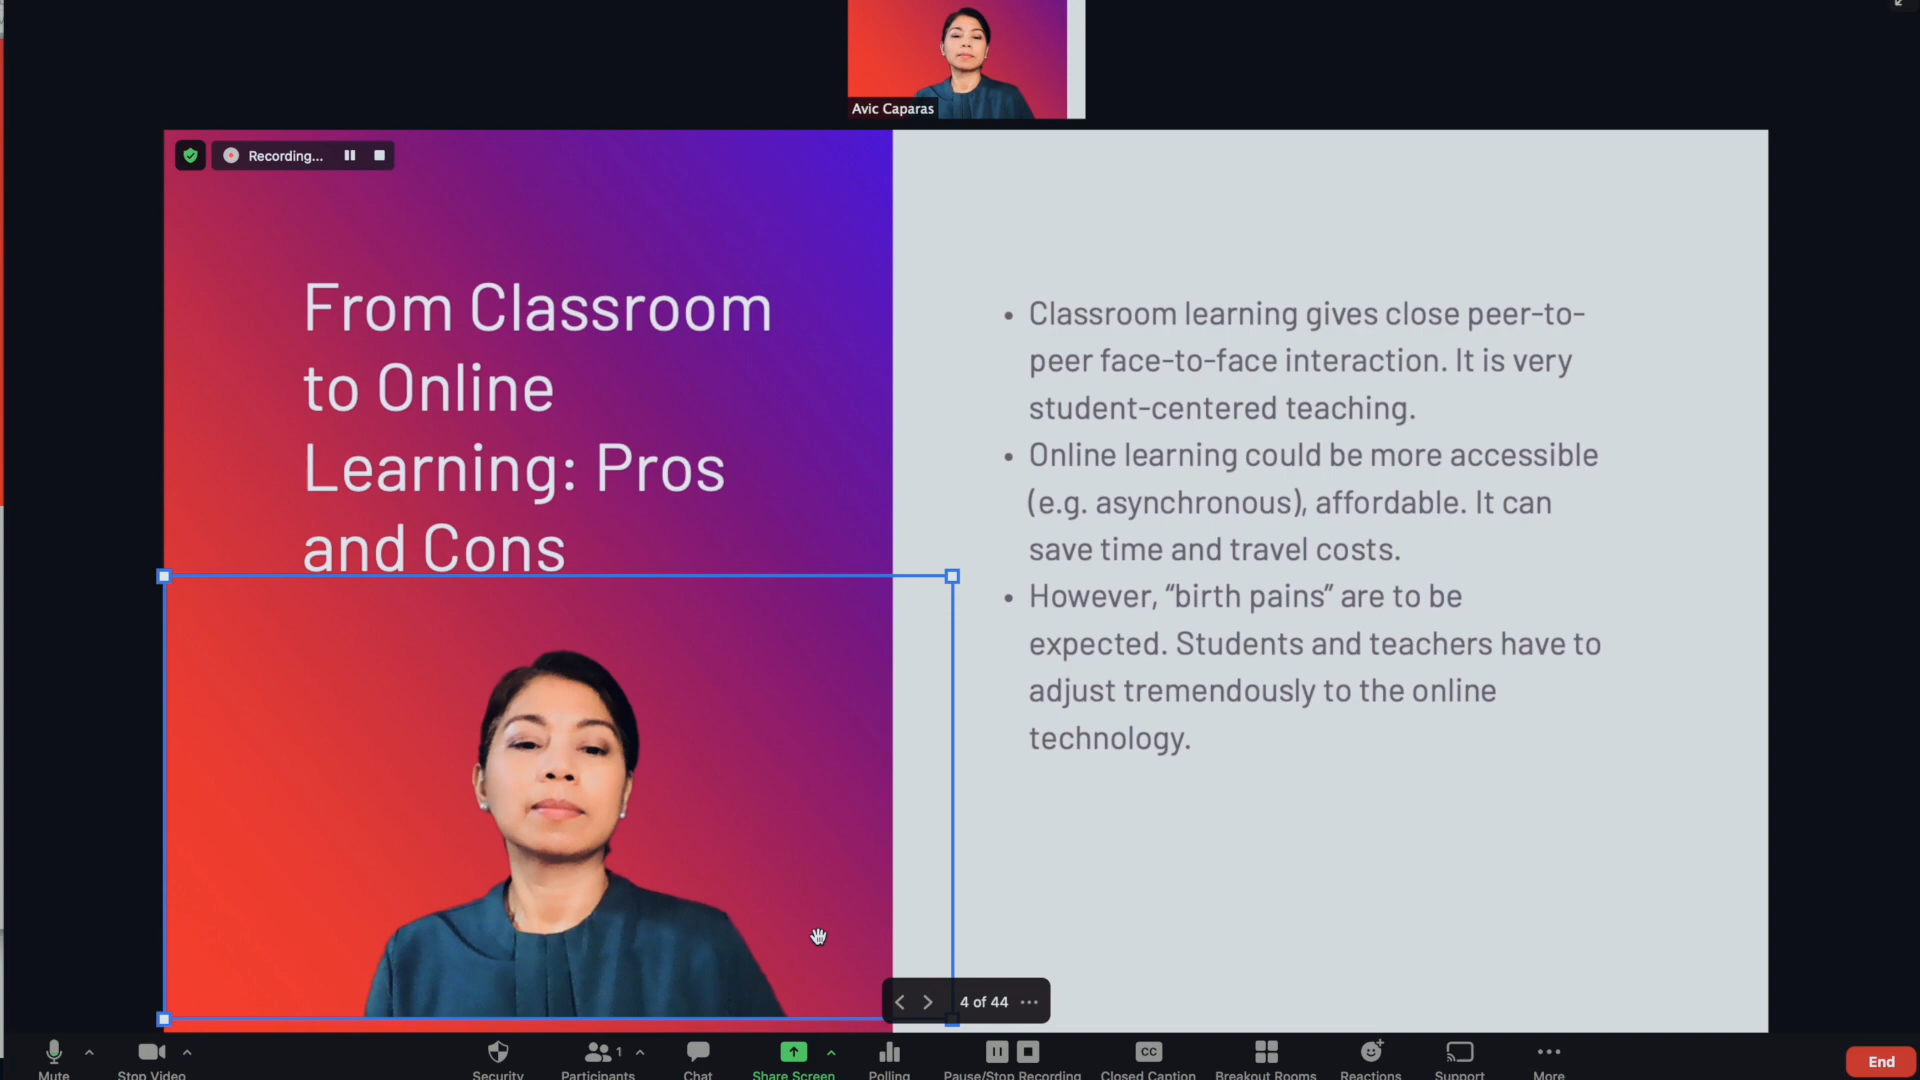 Avic Caparas
Recording...
From Classroom
to Online
Learning: Pros
and Cons
• Classroom learning gives close peer-to-
peer face-to-face interaction. It is very
student-centered teaching.
• Online learning could be more accessible
(e.g. asynchronous), affordable. It can
save time and travel costs.
• However, “birth pains” are to be
expected. Students and teachers have to
adjust tremendously to the online
technology.
4 of 44
1
CC
Mute Stop Video Security Participants Chat Share Screen Polling Pause/Stop Recording Closed Caption Breakout Rooms Reactions Support More
End